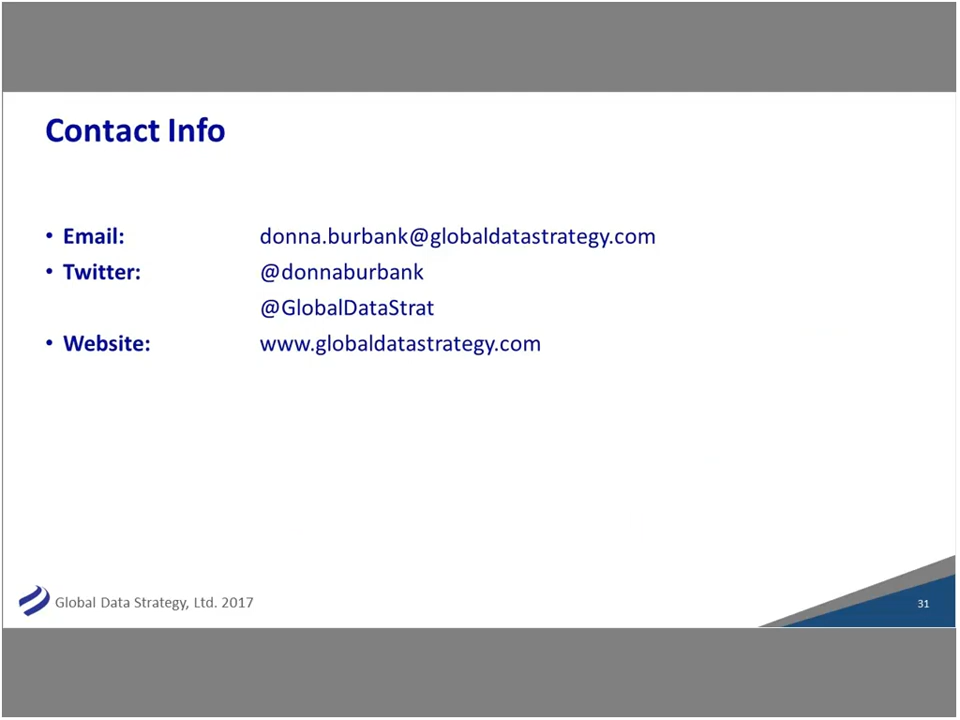 Contact Info
• Email: donna.burbank@globaldatastrategy.com
• Twitter: @donnaburbank
@GlobalDataStrat
• Website: www.globaldatastrategy.com
Global Data Strategy, Ltd. 2017
31